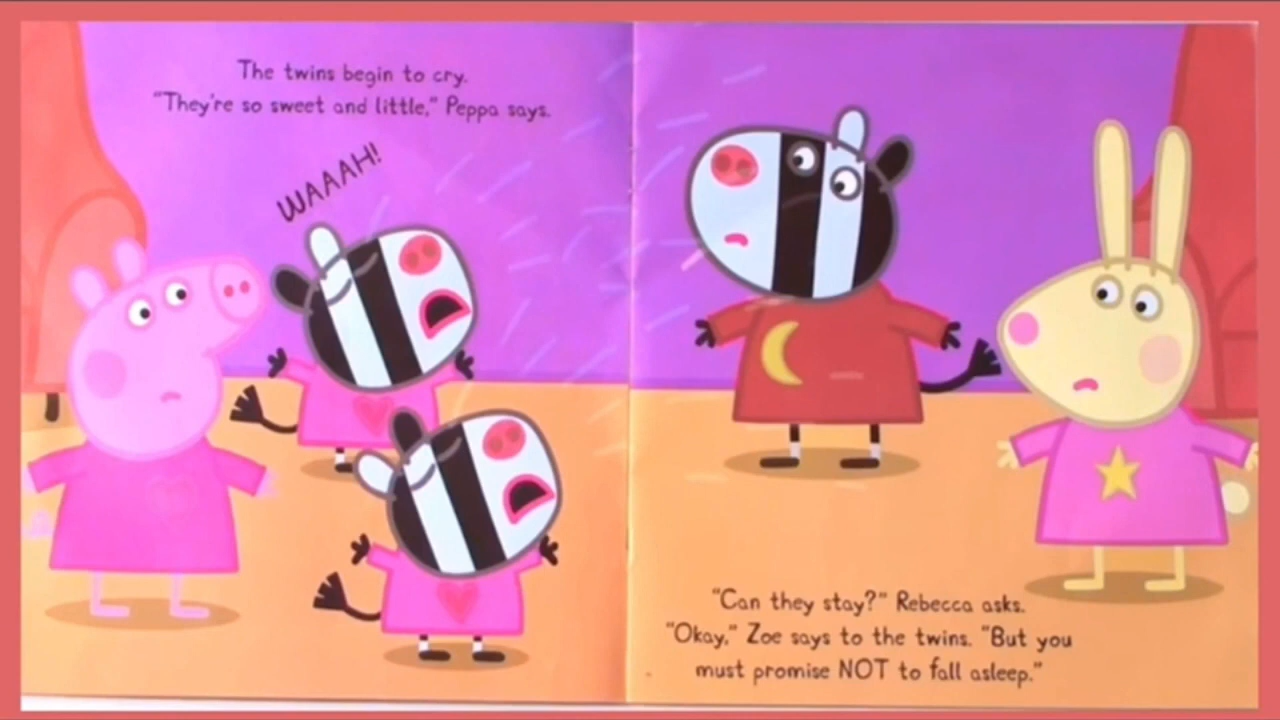 The twins begin to cry.
"They're so sweet and little," Peppa says.
WAAAH!
"Can they stay?" Rebecca asks.
"Okay," Zoe says to the twins. "But you
must promise NOT to fall asleep."